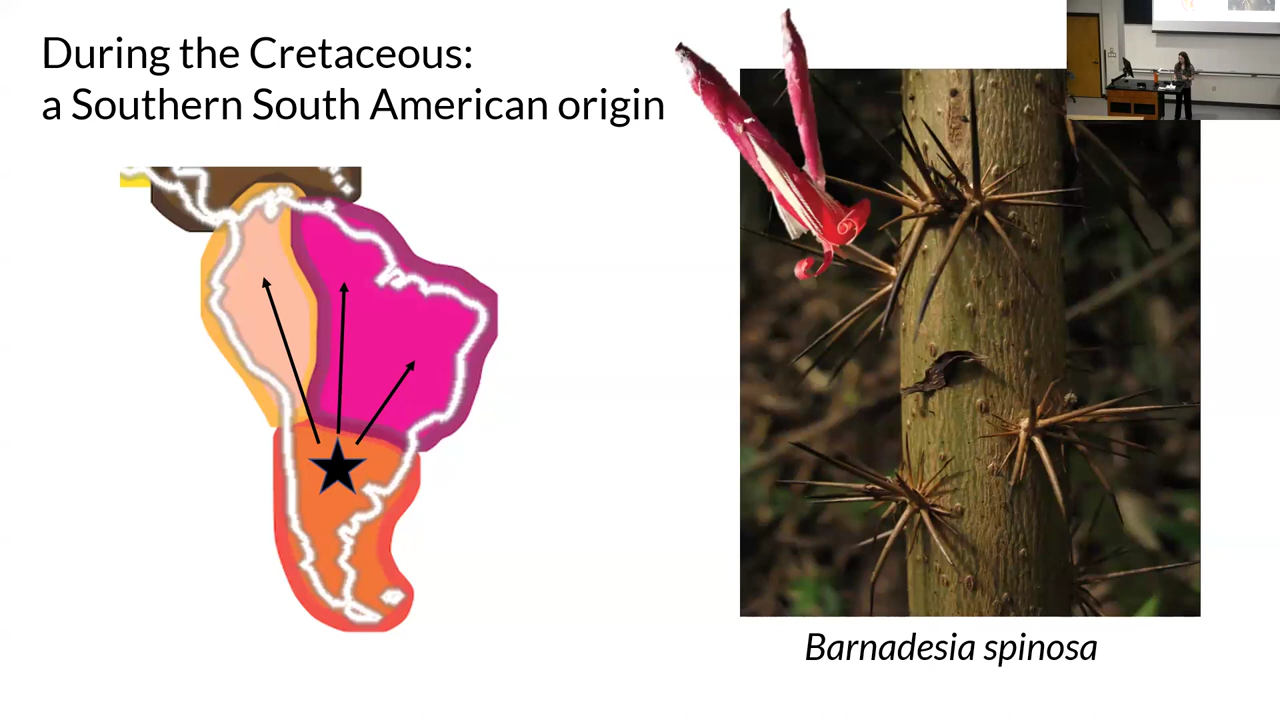 During the Cretaceous:
a Southern South American origin
Barnadesia spinosa